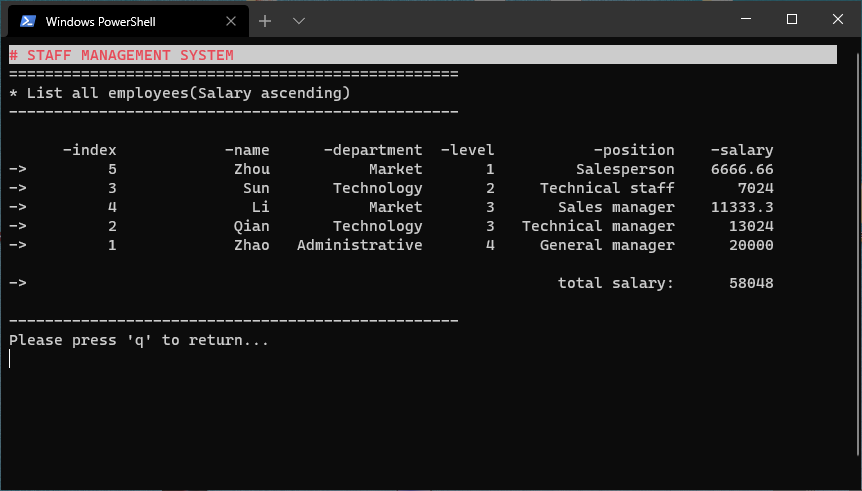 Windows PowerShell
# STAFF MANAGEMENT SYSTEM
==================================================
* List all employees(Salary ascending)
--------------------------------------------------
-index -name -department -level -position -salary
-> 5 Zhou Market 1 Salesperson 6666.66
-> 3 Sun Technology 2 Technical staff 7024
-> 4 Li Market 3 Sales manager 11333.3
-> 2 Qian Technology 3 Technical manager 13024
-> 1 Zhao Administrative 4 General manager 20000
-> total salary: 58048
--------------------------------------------------
Please press 'q' to return...